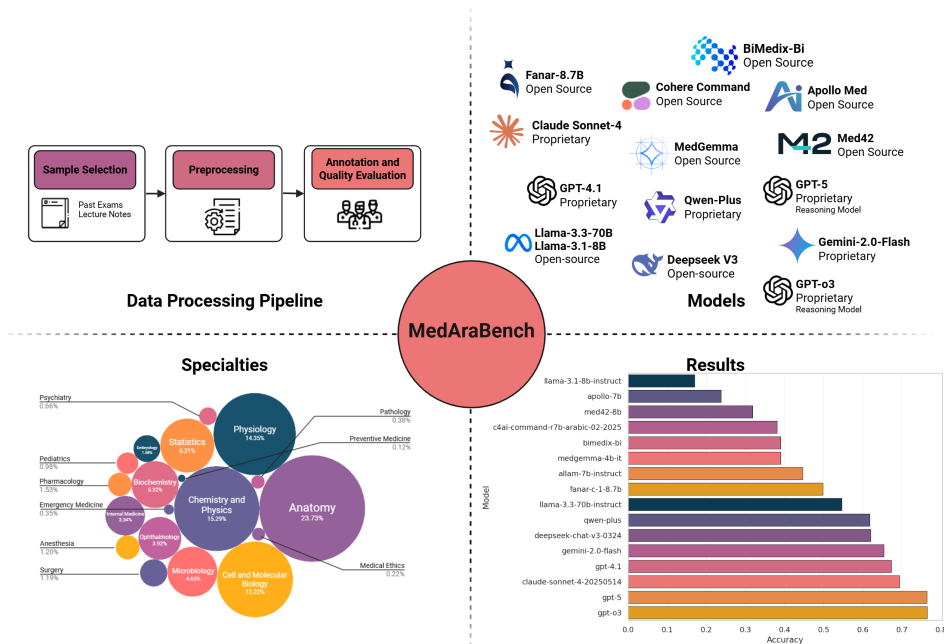 Sample Selection
Past Exams
Lecture Notes
Preprocessing
Annotation and
Quality Evaluation
Data Processing Pipeline
BiMedix-Bi
Open Source
Fanar-8.7B
Open Source
Cohere Command
Open Source
Apollo Med
Open Source
Claude Sonnet-4
Proprietary
MedGemma
Open Source
M42
Med42
Open Source
GPT-4.1
Proprietary
Qwen-Plus
Proprietary
GPT-5
Proprietary
Reasoning Model
Llama-3.3-70B
Llama-3.1-8B
Open-source
Deepseek V3
Open-source
Gemini-2.0-Flash
Proprietary
GPT-o3
Proprietary
Reasoning Model
Models
MedAraBench
Specialties
Psychiatry
0.66%
Physiology
14.35%
Pathology
0.38%
Statistics
6.21%
Preventive Medicine
0.12%
Embryology
Pediatrics
0.98%
Pharmacology
1.53%
Biochemistry
Emergency Medicine
0.35%
Internal Medicine
3.34%
Chemistry and
Physics
15.29%
Anatomy
23.73%
Ophthalmology
3.92%
Anesthesia
1.20%
Surgery
1.19%
Microbiology
4.65%
Cell and Molecular
Biology
12.22%
Medical Ethics
0.22%
Results
Model
llama-3.1-8b-instruct
apollo-7b
med42-8b
c4ai-command-r7b-arabic-02-2025
bimedix-bi
medgemma-4b-it
allam-7b-instruct
fanar-c-1-8.7b
llama-3.3-70b-instruct
qwen-plus
deepseek-chat-v3-0324
gemini-2.0-flash
gpt-4.1
claude-sonnet-4-20250514
gpt-5
gpt-o3
0.0 0.1 0.2 0.3 0.4 0.5 0.6 0.7
Accuracy